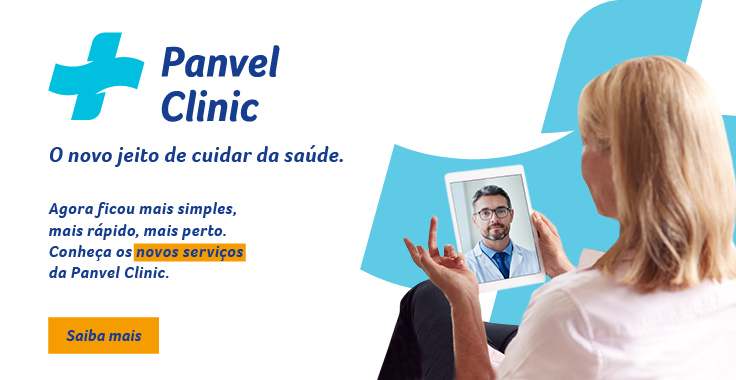 Panvel
Clinic
O novo jeito de cuidar da saúde.
Agora ficou mais simples,
mais rápido, mais perto.
Conheça os novos serviços
da Panvel Clinic.
Saiba mais